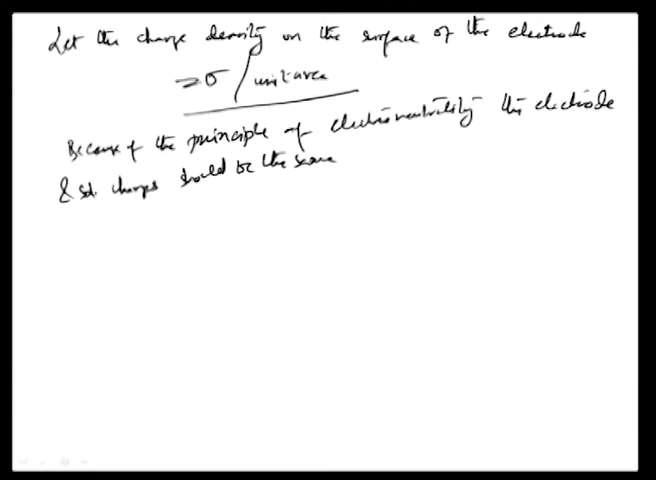 Let the charge density on the surface of the electrode
= σ / unit area
Because of the principle of electroneutrality the electrode
& sol. charges should be the same